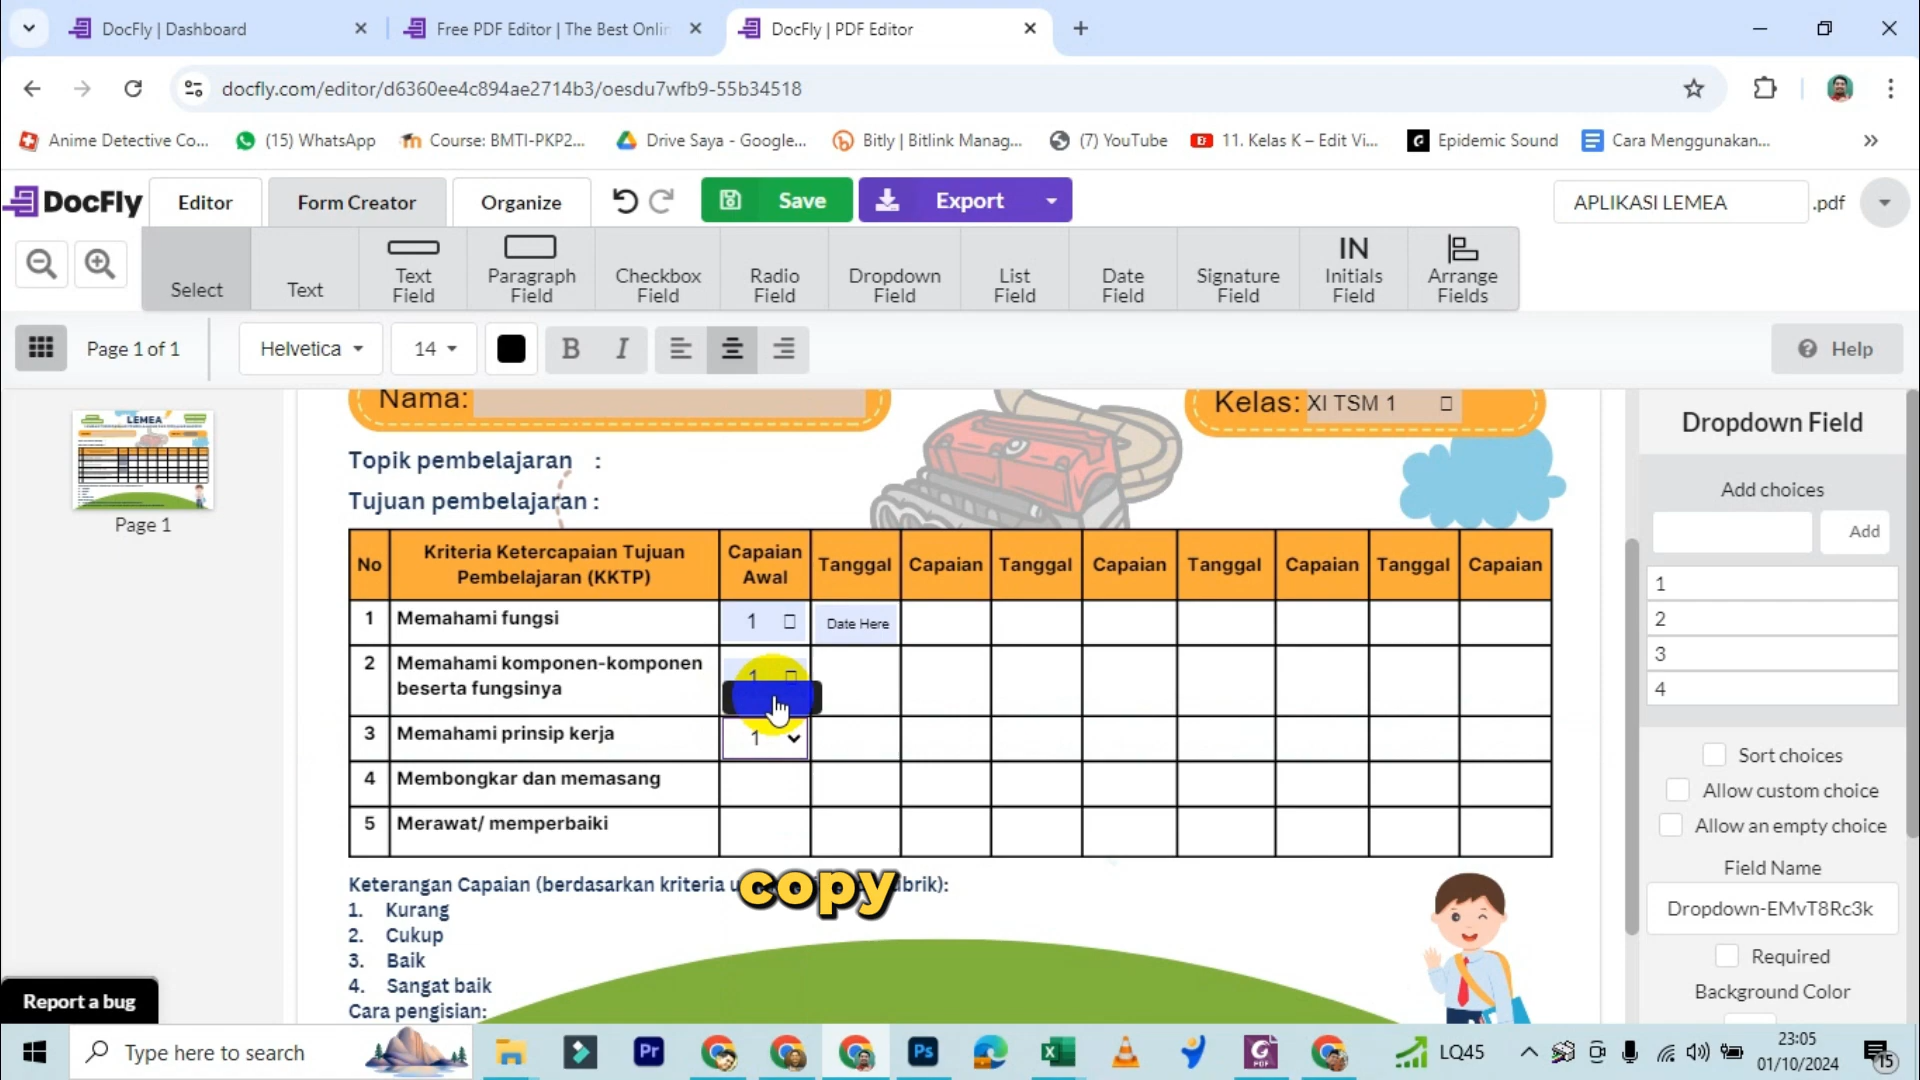 DocFly | Dashboard
Free PDF Editor | The Best Onlin
DocFly | PDF Editor
docfly.com/editor/d6360ee4c894ae2714b3/oesdu7wfb9-55b34518
Anime Detective Co...
(15) WhatsApp
Course: BMTI-PKP2...
Drive Saya - Google...
Bitly | Bitlink Manag...
(7) YouTube
11. Kelas K – Edit Vi...
Epidemic Sound
Cara Menggunakan...
DocFly
Editor
Form Creator
Organize
Save
Export
APLIKASI LEMEA
.pdf
Select
Text
Text Field
Paragraph Field
Checkbox Field
Radio Field
Dropdown Field
List Field
Date Field
Signature Field
IN
Initials Field
Arrange Fields
Page 1 of 1
Helvetica
14
B
I
Help
LEMEA
Page 1
Nama:
Kelas: XI TSM 1
Topik pembelajaran :
Tujuan pembelajaran :
No
Kriteria Ketercapaian Tujuan Pembelajaran (KKTP)
Capaian Awal
Tanggal
Capaian
Tanggal
Capaian
Tanggal
Capaian
Tanggal
Capaian
1 Memahami fungsi 1 Date Here
2 Memahami komponen-komponen beserta fungsinya 1
3 Memahami prinsip kerja 1
4 Membongkar dan memasang
5 Merawat/ memperbaiki
copy
Keterangan Capaian (berdasarkan kriteria
brik):
1. Kurang
2. Cukup
3. Baik
4. Sangat baik
Cara pengisian:
Dropdown Field
Add choices
Add
1
2
3
4
Sort choices
Allow custom choice
Allow an empty choice
Field Name
Dropdown-EMvT8Rc3k
Required
Background Color
Report a bug
Type here to search
Pr
Ps
LQ45
23:05
01/10/2024
15